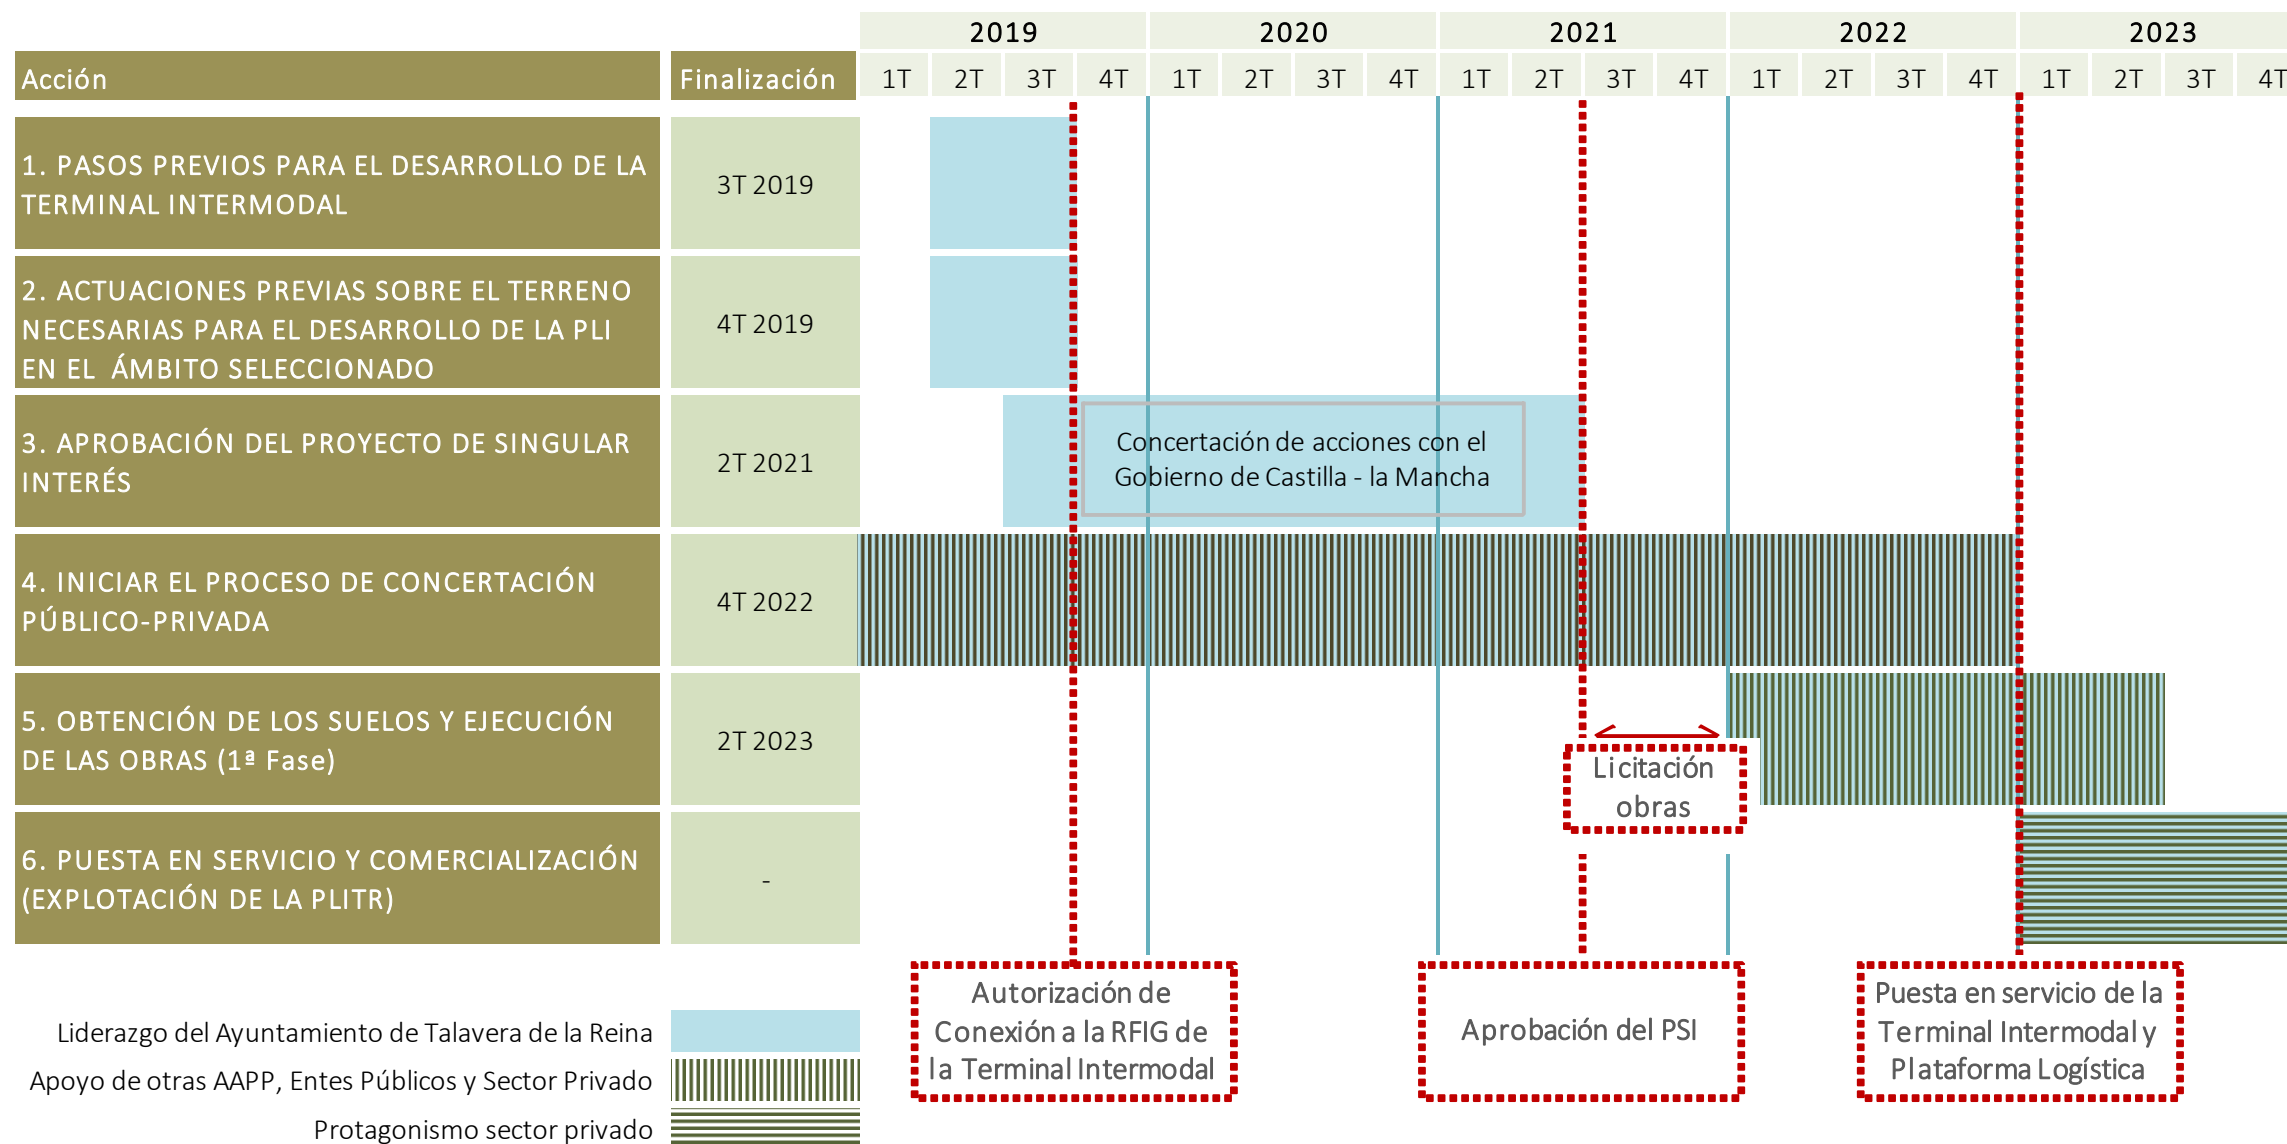 2019 2020 2021 2022 2023
Acción Finalización 1T 2T 3T 4T 1T 2T 3T 4T 1T 2T 3T 4T 1T 2T 3T 4T 1T 2T 3T 4T
1. PASOS PREVIOS PARA EL DESARROLLO DE LA
TERMINAL INTERMODAL
3T 2019
2. ACTUACIONES PREVIAS SOBRE EL TERRENO
NECESARIAS PARA EL DESARROLLO DE LA PLI
EN EL ÁMBITO SELECCIONADO
4T 2019
3. APROBACIÓN DEL PROYECTO DE SINGULAR
INTERÉS
2T 2021
Concertación de acciones con el
Gobierno de Castilla - la Mancha
4. INICIAR EL PROCESO DE CONCERTACIÓN
PÚBLICO-PRIVADA
4T 2022
5. OBTENCIÓN DE LOS SUELOS Y EJECUCIÓN
DE LAS OBRAS (1ª Fase)
2T 2023
Licitación
obras
6. PUESTA EN SERVICIO Y COMERCIALIZACIÓN
(EXPLOTACIÓN DE LA PLITR)
-
Autorización de
Conexión a la RFIG de
la Terminal Intermodal
Aprobación del PSI
Puesta en servicio de la
Terminal Intermodal y
Plataforma Logística
Liderazgo del Ayuntamiento de Talavera de la Reina
Apoyo de otras AAPP, Entes Públicos y Sector Privado
Protagonismo sector privado